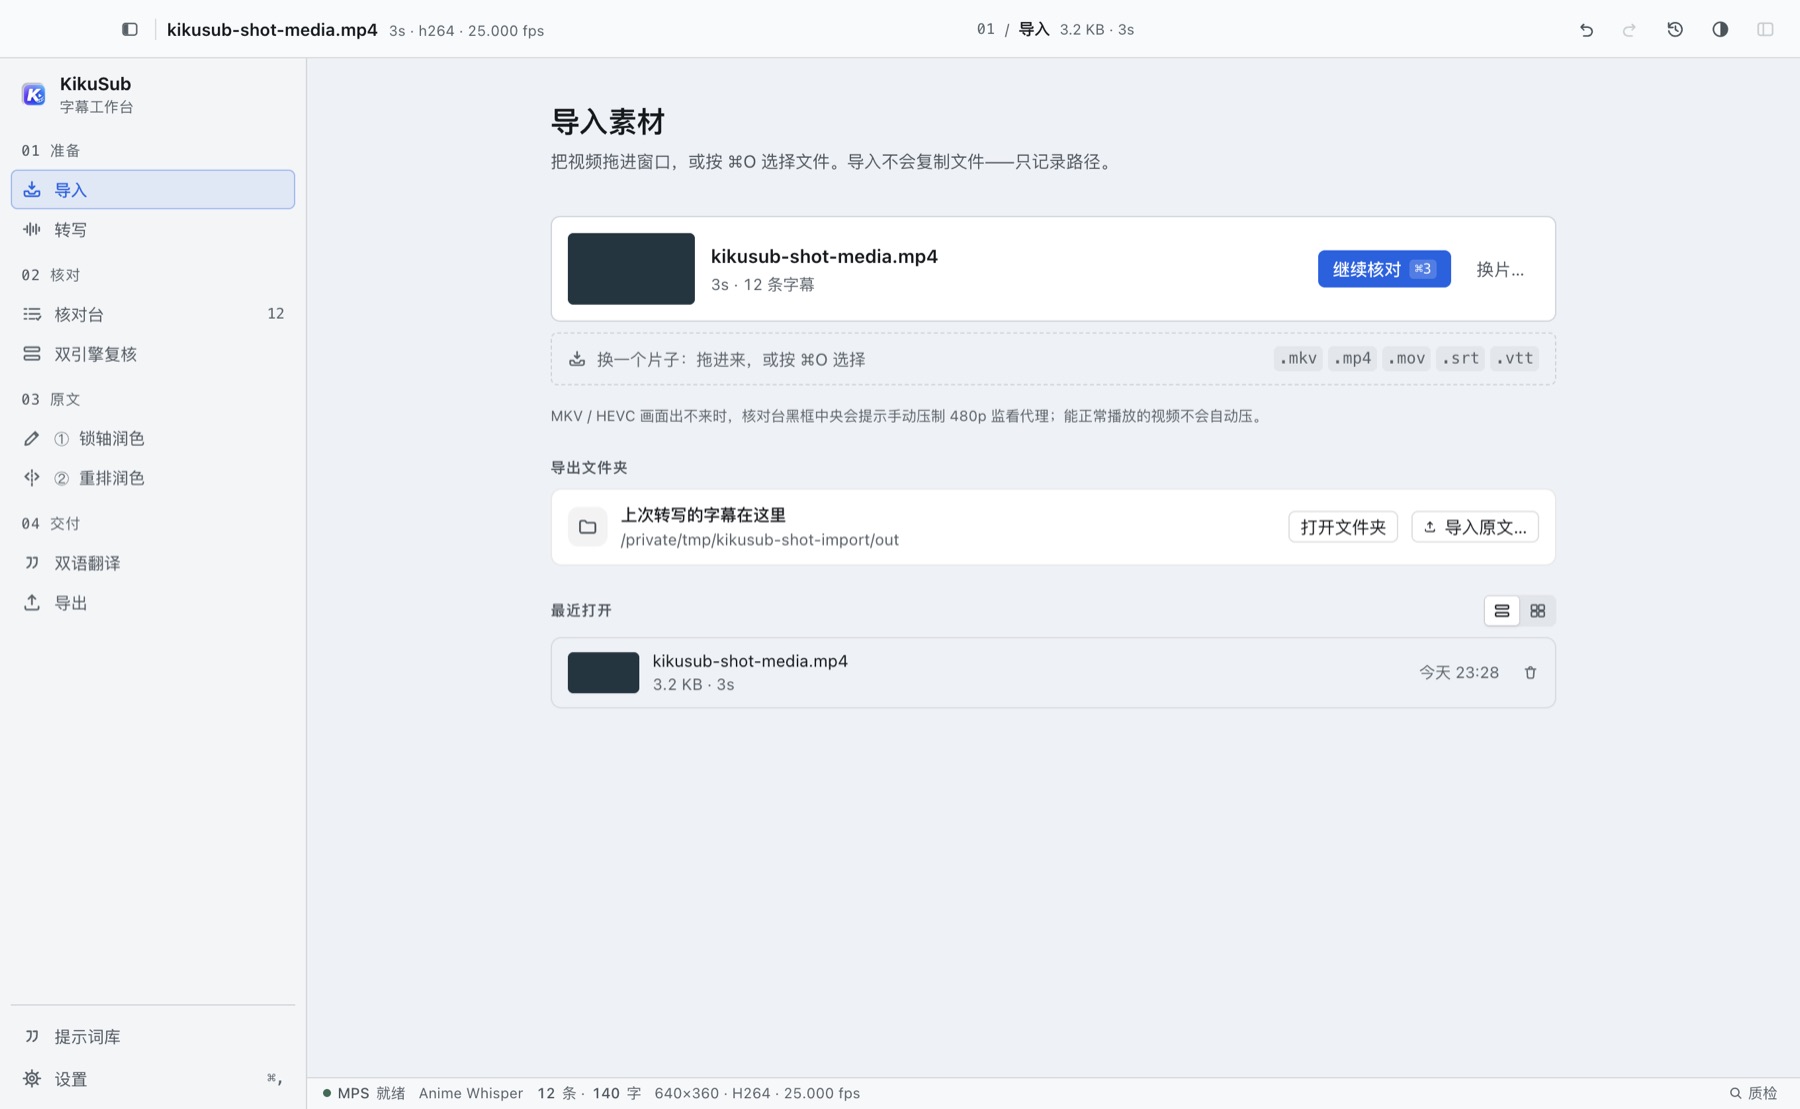 kikusub-shot-media.mp4 3s · h264 · 25.000 fps
01 / 导入 3.2 KB · 3s
KikuSub
字幕工作台
01 准备
导入
转写
02 核对
核对台 12
双引擎复核
03 原文
① 锁轴润色
② 重排润色
04 交付
双语翻译
导出
提示词库
设置 ⌘,
导入素材
把视频拖进窗口，或按 ⌘O 选择文件。导入不会复制文件——只记录路径。
kikusub-shot-media.mp4
3s · 12 条字幕
继续核对 ⌘3 换片...
换一个片子：拖进来，或按 ⌘O 选择 .mkv .mp4 .mov .srt .vtt
MKV / HEVC 画面出不来时，核对台黑框中央会提示手动压制 480p 监看代理；能正常播放的视频不会自动压。
导出文件夹
上次转写的字幕在这里
/private/tmp/kikusub-shot-import/out
打开文件夹 导入原文...
最近打开
kikusub-shot-media.mp4
3.2 KB · 3s
今天 23:28
MPS 就绪 Anime Whisper 12 条 · 140 字 640×360 · H264 · 25.000 fps
质检